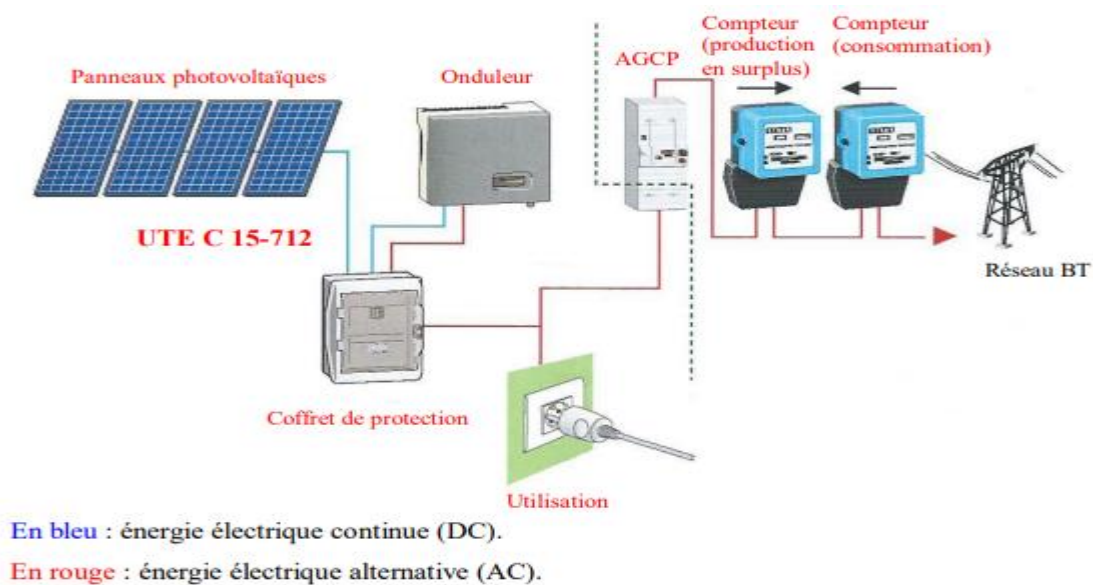 Panneaux photovoltaïques
Onduleur
AGCP
Compteur
(production
en surplus)
Compteur
(consommation)
UTE C 15-712
Réseau BT
Coffret de protection
Utilisation
En bleu : énergie électrique continue (DC).
En rouge : énergie électrique alternative (AC).